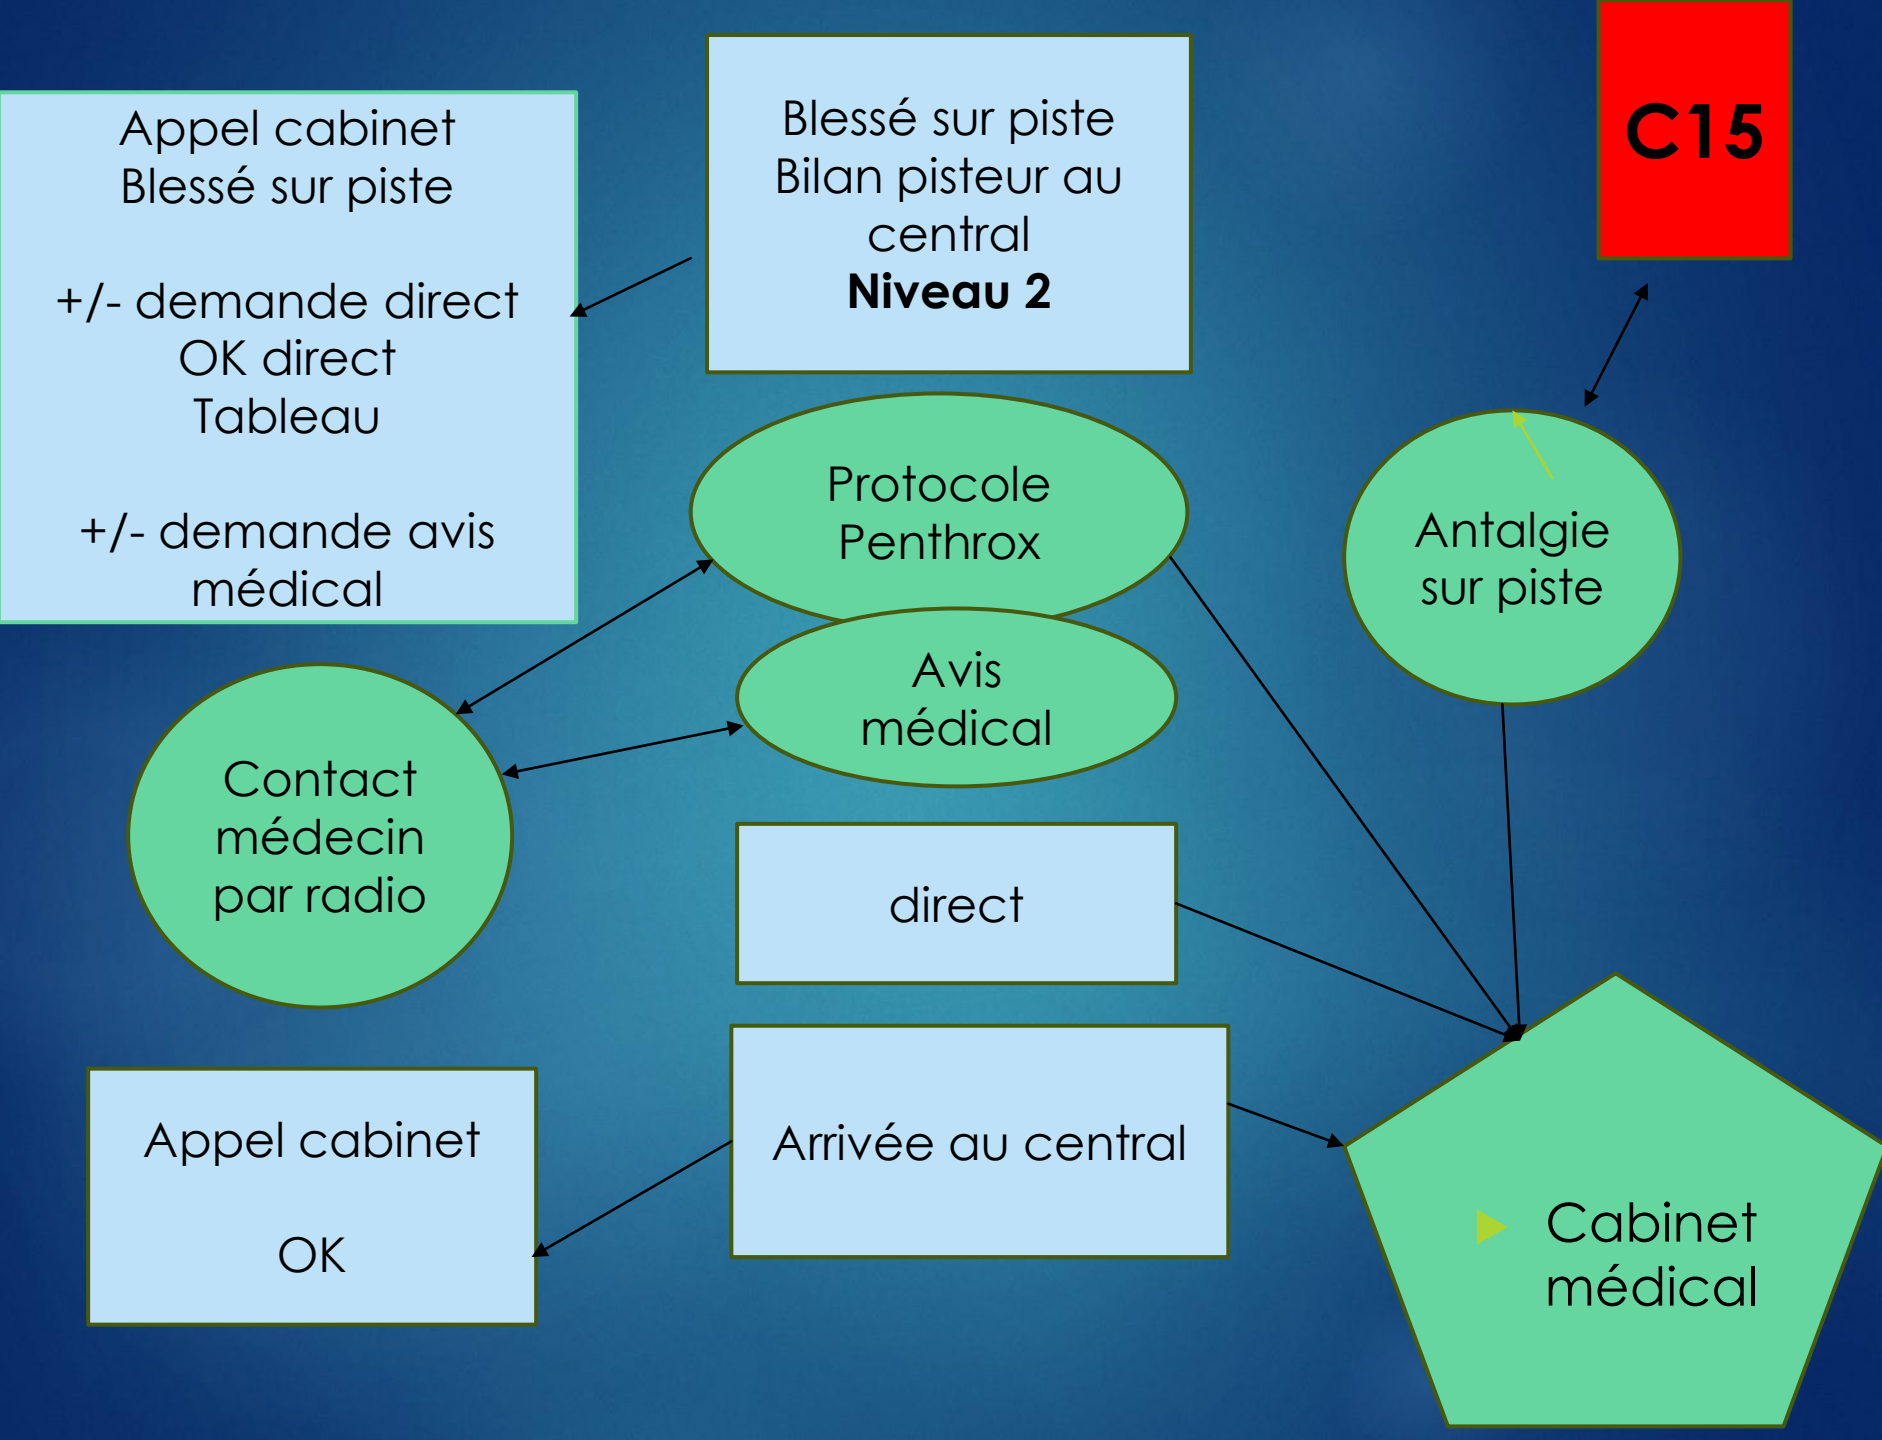 Appel cabinet
Blessé sur piste
+/- demande direct
OK direct
Tableau
+/- demande avis
médical
Blessé sur piste
Bilan pisteur au
central
Niveau 2
C15
Protocole
Penthrox
Antalgie
sur piste
Avis
médical
Contact
médecin
par radio
direct
Appel cabinet
OK
Arrivée au central
Cabinet
médical